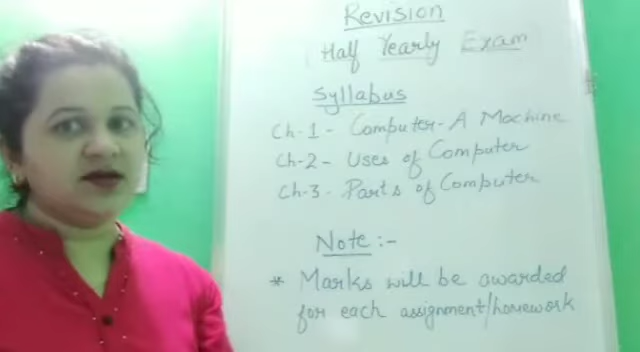 Revision
Half Yearly Exam
Syllabus
Ch-1 - Computer- A Machine
Ch-2- Uses of Computer
Ch-3- Parts of Computer
Note:-
* Marks will be awarded
for each assignment/homework